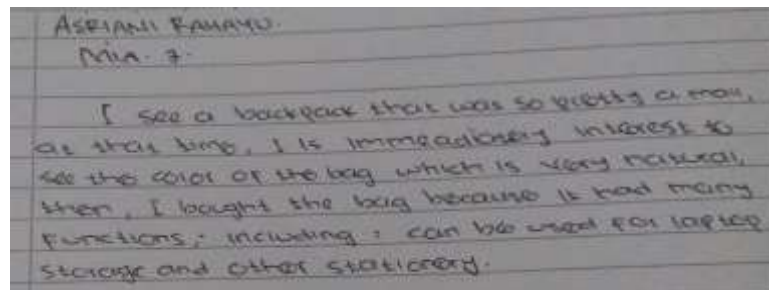 ASRIANI RAHAYU.
MIA. 7.
I see a backpack that was so pretty a mall,
at that time, I is immeadiately interest to
see the color of the bag which is very natural,
then, I bought the bag because it had many
functions, including: can be used for laptop
storage and other stationery.